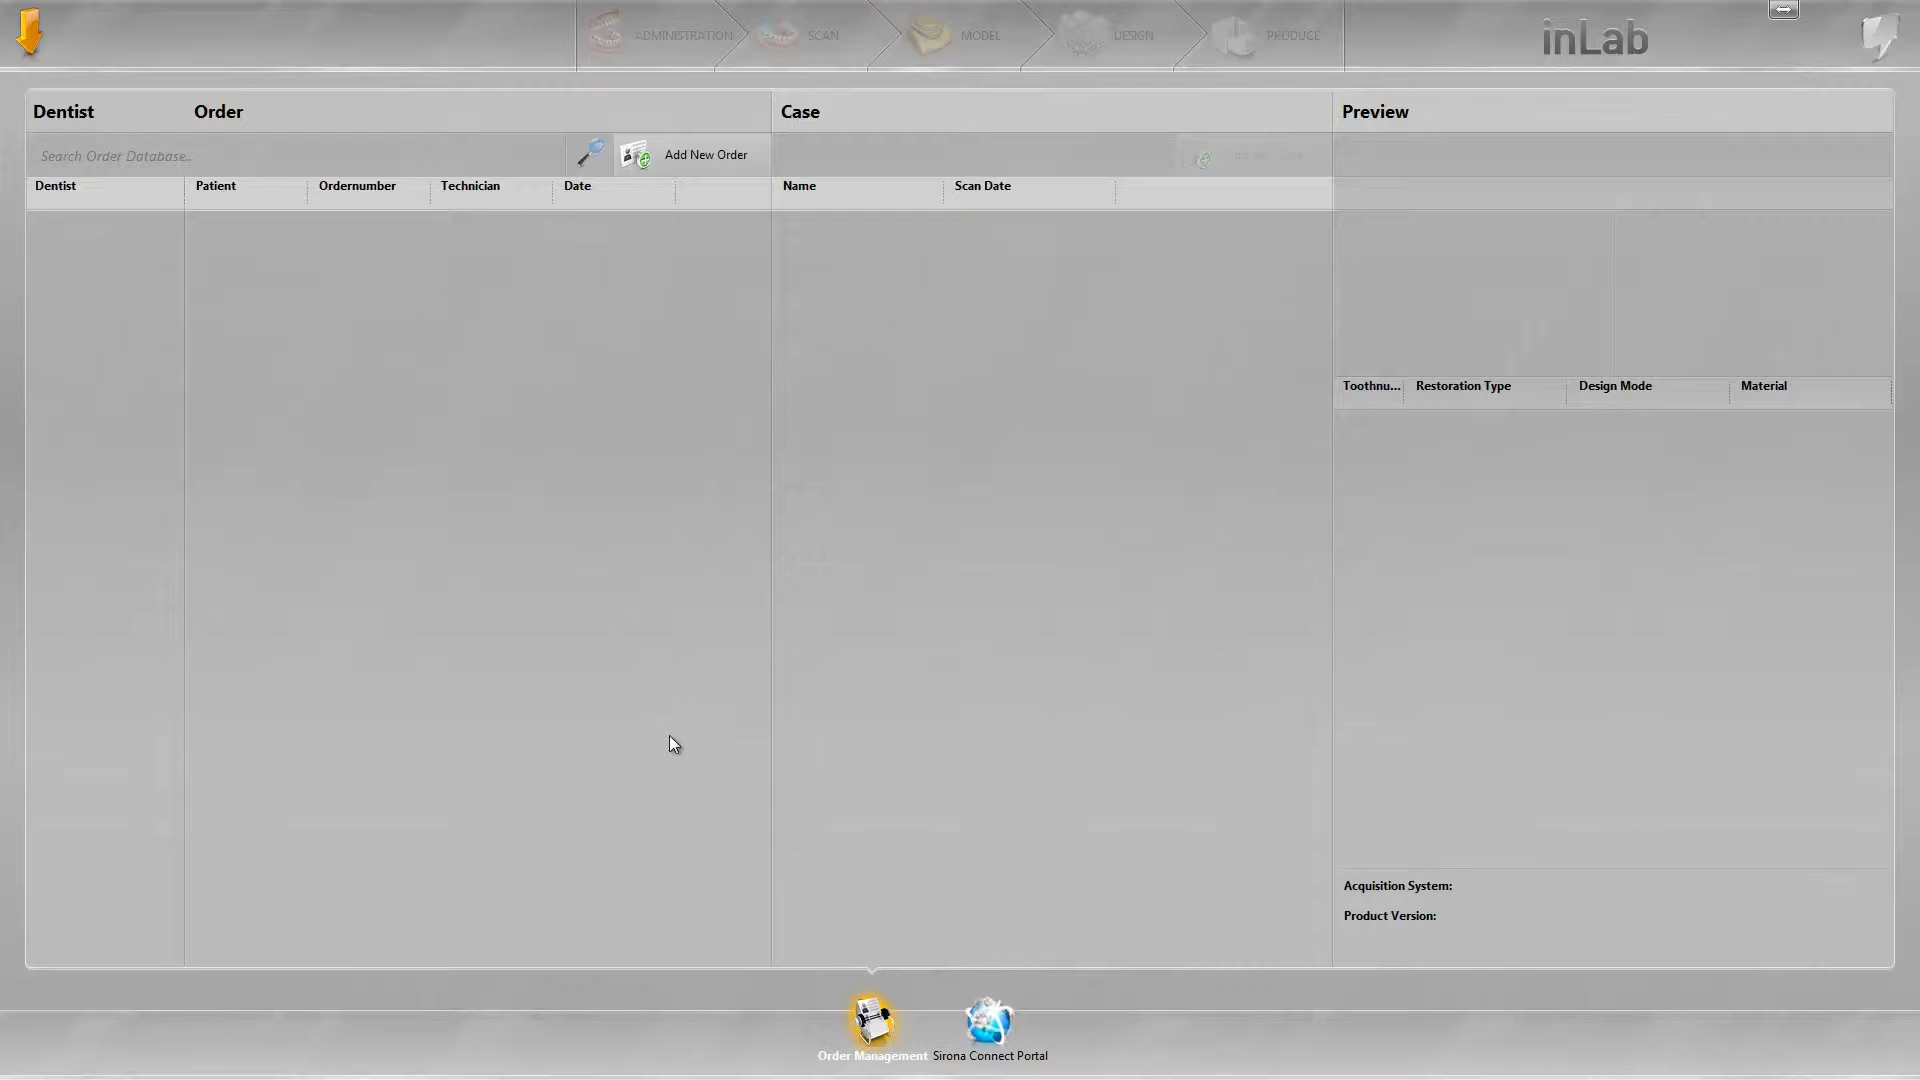 ADMINISTRATION SCAN MODEL DESIGN PRODUCE inLab
Dentist Order Case Preview
Search Order Database... Add New Order
Dentist Patient Ordernumber Technician Date Name Scan Date
Toothnu... Restoration Type Design Mode Material
Acquisition System:
Product Version:
Order Management Sirona Connect Portal